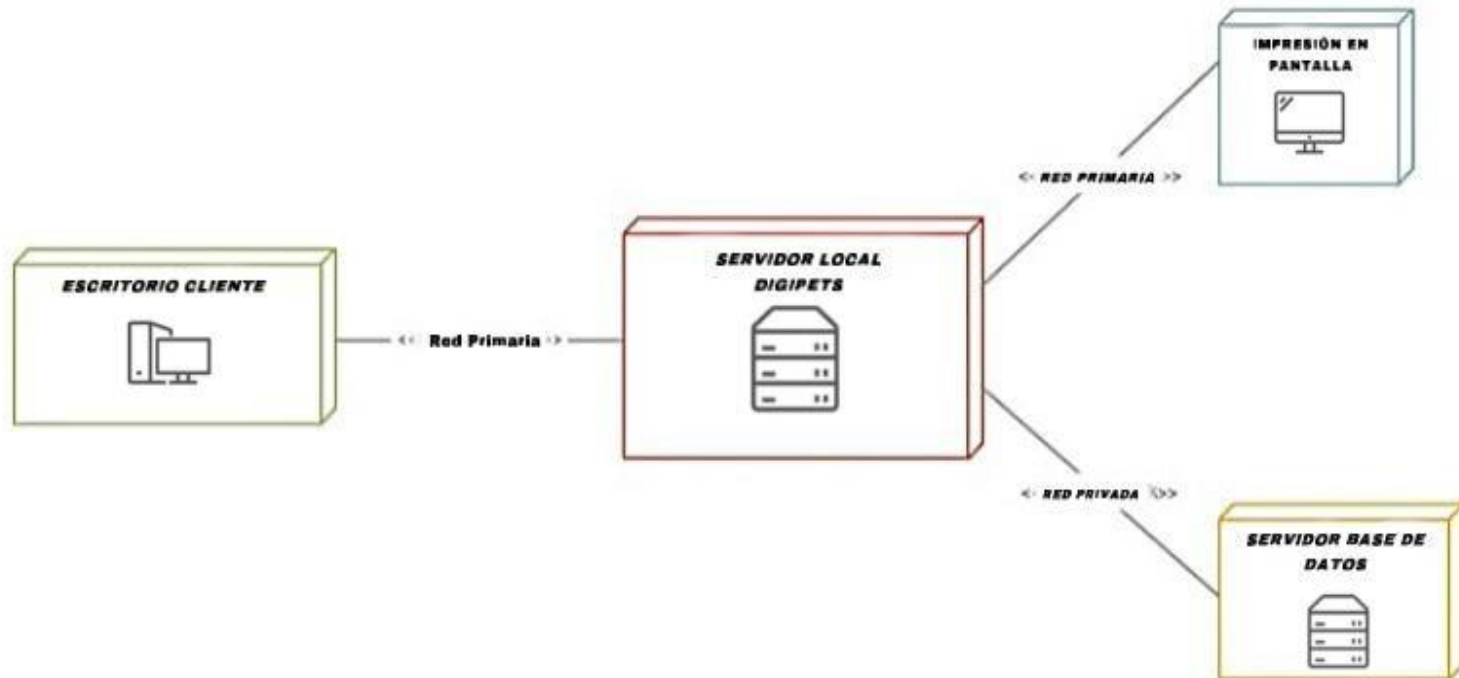 ESCRITORIO CLIENTE
<< Red Primaria >>
SERVIDOR LOCAL
DIGIPETS
IMPRESIÓN EN
PANTALLA
<< RED PRIMARIA >>
<< RED PRIVADA >>
SERVIDOR BASE DE
DATOS